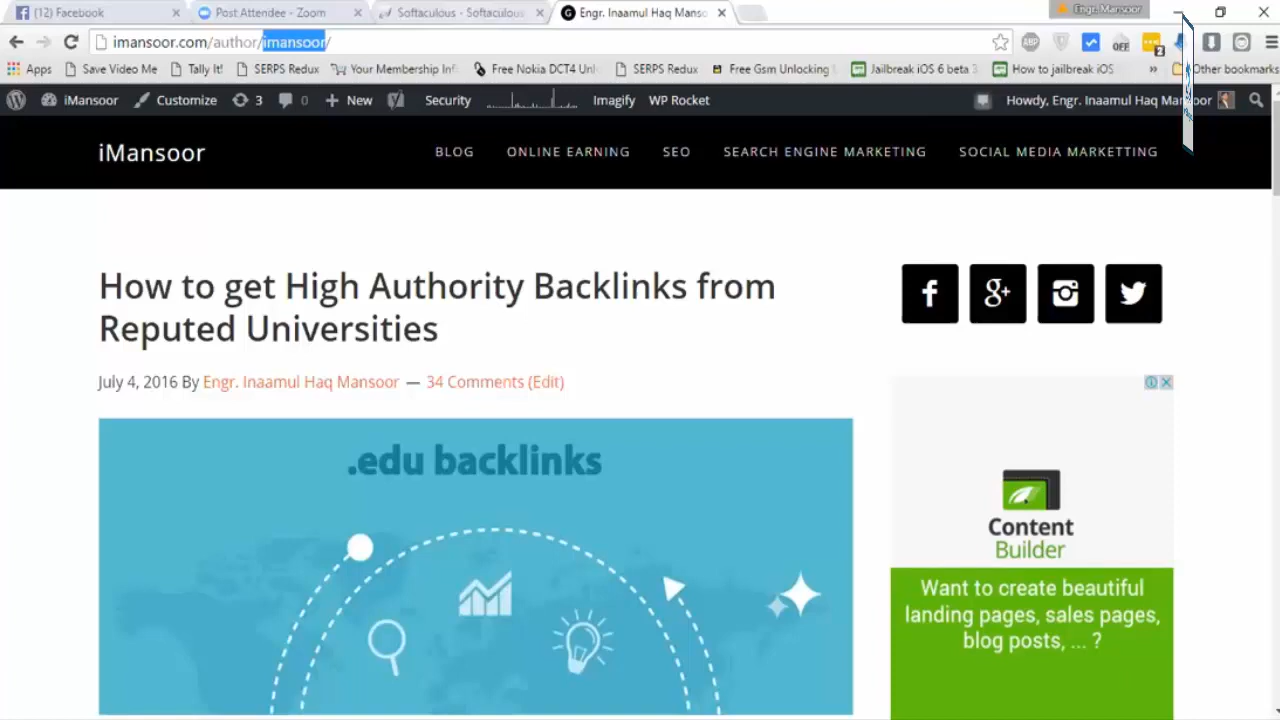 (12) Facebook
Post Attendee - Zoom
Softaculous - Softaculous
Engr. Inaamul Haq Manso
Engr. Mansoor
imansoor.com/author/imansoor/
ABP
OFF
2
Apps
Save Video Me
Tally It!
SERPS Redux
Your Membership Inf
Free Nokia DCT4 Unl
SERPS Redux
Free Gsm Unlocking
Jailbreak iOS 6 beta 3
How to jailbreak iOS
»
Other bookmarks
iMansoor
Customize
3
0
New
Security
Imagify
WP Rocket
Howdy, Engr. Inaamul Haq Mansoor
iMansoor
BLOG
ONLINE EARNING
SEO
SEARCH ENGINE MARKETING
SOCIAL MEDIA MARKETTING
How to get High Authority Backlinks from
Reputed Universities
July 4, 2016 By Engr. Inaamul Haq Mansoor — 34 Comments (Edit)
.edu backlinks
Content
Builder
Want to create beautiful
landing pages, sales pages,
blog posts, ... ?